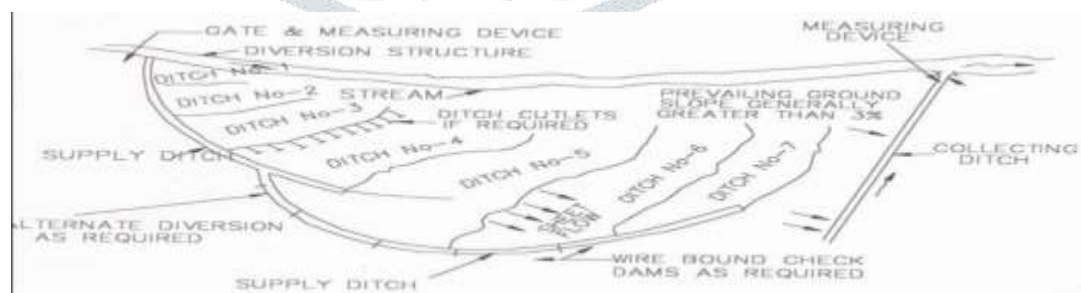 GATE & MEASURING DEVICE
DIVERSION STRUCTURE
MEASURING
DEVICE
DITCH No-1
DITCH No-2
STREAM
PREVAILING GROUND
SLOPE GENERALLY
GREATER THAN 3%
DITCH No-3
DITCH OUTLETS
IF REQUIRED
SUPPLY DITCH
DITCH No-4
DITCH No-5
DITCH No-6
DITCH No-7
COLLECTING
DITCH
ALTERNATE DIVERSION
AS REQUIRED
SHEET
FLOW
WIRE BOUND CHECK
DAMS AS REQUIRED
SUPPLY DITCH